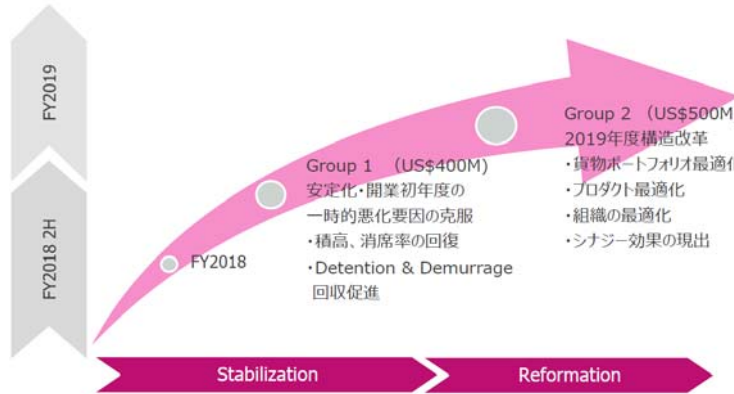 FY2019
FY2018 2H
FY2018
Group 1 （US$400M)
安定化・開業初年度の
一時的悪化要因の克服
・積高、消席率の回復
・Detention & Demurrage
回収促進
Group 2 （US$500M
2019年度構造改革
・貨物ポートフォリオ最適化
・プロダクト最適化
・組織の最適化
・シナジー効果の現出
Stabilization
Reformation